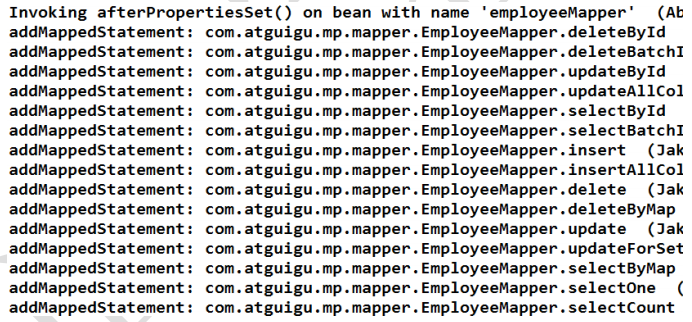 Invoking afterPropertiesSet() on bean with name 'employeeMapper' (Ab
addMappedStatement: com.atguigu.mp.mapper.EmployeeMapper.deleteById
addMappedStatement: com.atguigu.mp.mapper.EmployeeMapper.deleteBatchI
addMappedStatement: com.atguigu.mp.mapper.EmployeeMapper.updateById
addMappedStatement: com.atguigu.mp.mapper.EmployeeMapper.updateAllCol
addMappedStatement: com.atguigu.mp.mapper.EmployeeMapper.selectById
addMappedStatement: com.atguigu.mp.mapper.EmployeeMapper.selectBatchI
addMappedStatement: com.atguigu.mp.mapper.EmployeeMapper.insert (Jak
addMappedStatement: com.atguigu.mp.mapper.EmployeeMapper.insertAllCol
addMappedStatement: com.atguigu.mp.mapper.EmployeeMapper.delete (Jak
addMappedStatement: com.atguigu.mp.mapper.EmployeeMapper.deleteByMap
addMappedStatement: com.atguigu.mp.mapper.EmployeeMapper.update (Jak
addMappedStatement: com.atguigu.mp.mapper.EmployeeMapper.updateForSet
addMappedStatement: com.atguigu.mp.mapper.EmployeeMapper.selectByMap
addMappedStatement: com.atguigu.mp.mapper.EmployeeMapper.selectOne (
addMappedStatement: com.atguigu.mp.mapper.EmployeeMapper.selectCount